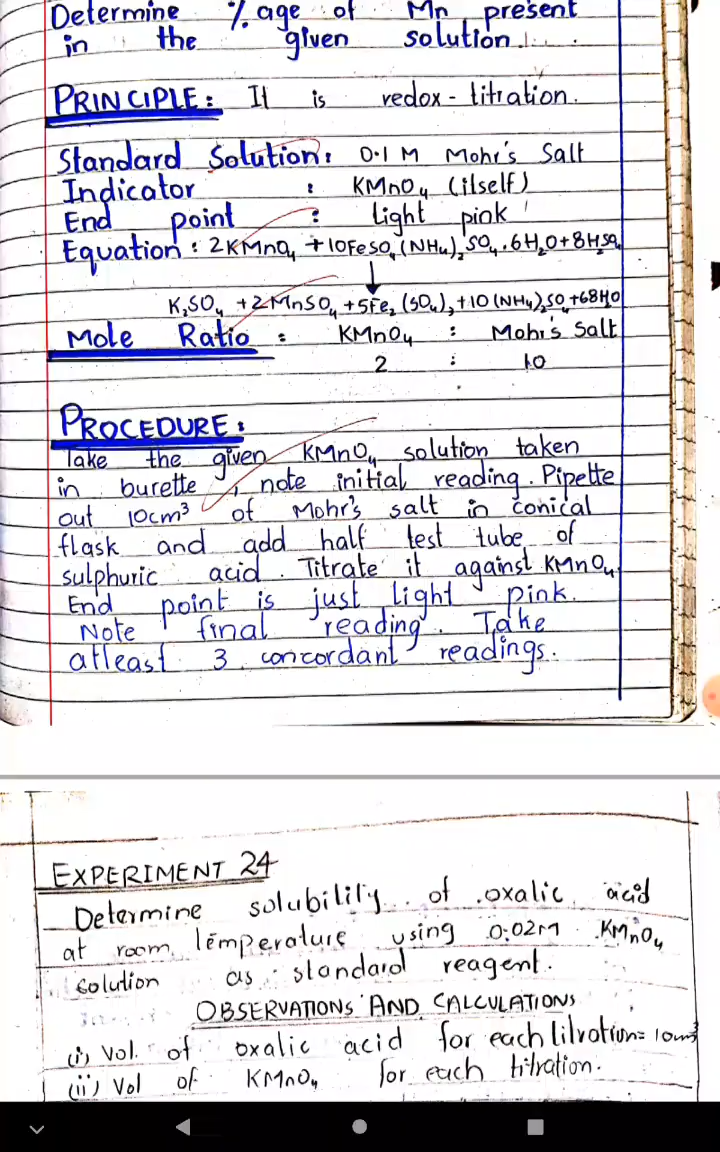 Determine %age of Mn present
in the given solution.
PRINCIPLE: It is redox-titration.
Standard Solution: 0.1 M Mohr's Salt
Indicator : KMnO₄ (itself)
End point : light pink
Equation: 2KMnO₄ + 10FeSO₄(NH₄)₂SO₄.6H₂O + 8H₂SO₄
↓
K₂SO₄ + 2MnSO₄ + 5Fe₂(SO₄)₃ + 10(NH₄)₂SO₄ + 68H₂O
Mole Ratio : KMnO₄ : Mohr's Salt
2 : 10
PROCEDURE:
Take the given KMnO₄ solution taken
in burette, note initial reading. Pipette
out 10cm³ of Mohr's salt in conical
flask and add half test tube of
sulphuric acid. Titrate it against KMnO₄
End point is just light pink.
Note final reading. Take
atleast 3 concordant readings.
EXPERIMENT 24
Determine solubility of oxalic acid
at room temperature using 0.02M KMnO₄
solution as standard reagent.
OBSERVATIONS AND CALCULATIONS
(i) Vol. of oxalic acid for each titration = 10cm³
(ii) Vol of KMnO₄ for each titration.